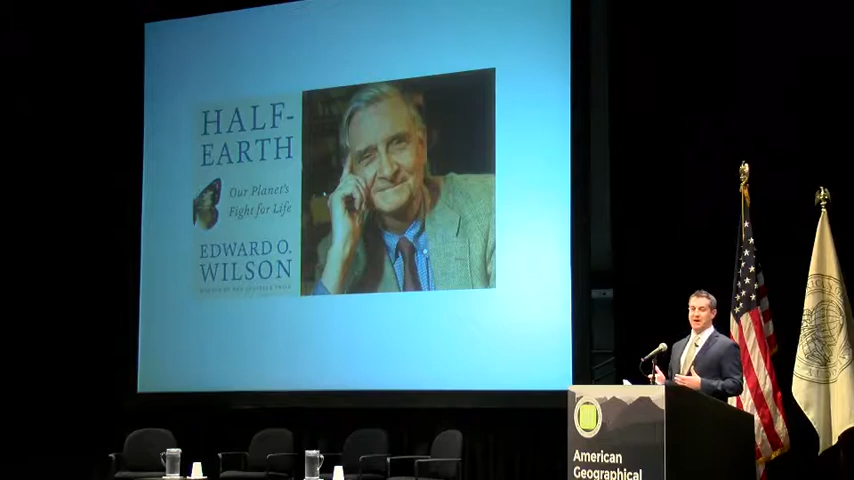 HALF-
EARTH
Our Planet's
Fight for Life
EDWARD O.
WILSON
American
Geographical